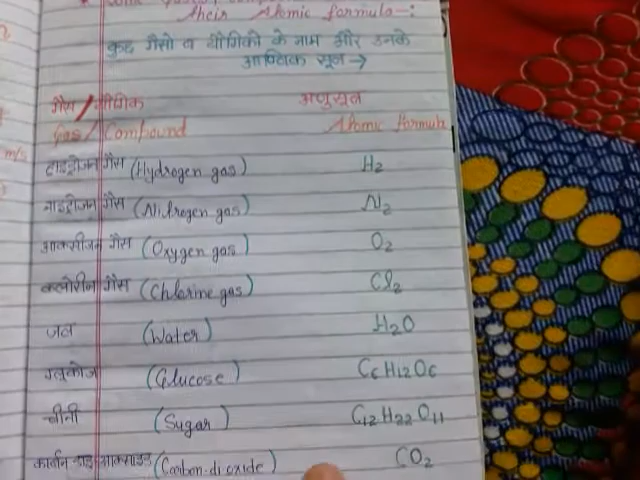 their Atomic formula-:
कुछ गैसो व यौगिको के नाम और उनके
आण्विक सूत्र →
गैस/यौगिक अणुसूत्र
Gas/Compound Atomic formula
हाइड्रोजन गैस (Hydrogen gas) H2
नाइट्रोजन गैस (Nitrogen gas) N2
आक्सीजन गैस (Oxygen gas) O2
क्लोरीन गैस (Chlorine gas) Cl2
जल (Water) H2O
ग्लूकोज (Glucose) C6H12O6
चीनी (Sugar) C12H22O11
कार्बन डाइ आक्साइड (Carbon-di oxide) CO2